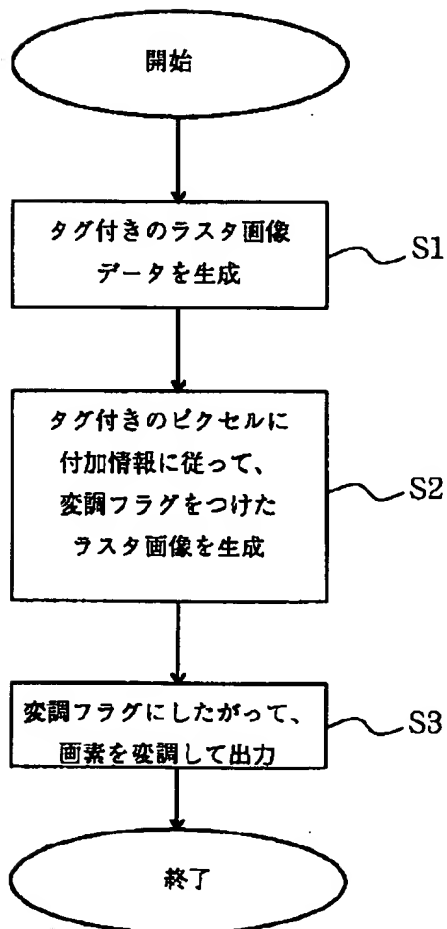 開始
タグ付きのラスタ画像
データを生成
S1
タグ付きのピクセルに
付加情報に従って、
変調フラグをつけた
ラスタ画像を生成
S2
変調フラグにしたがって、
画素を変調して出力
S3
終了